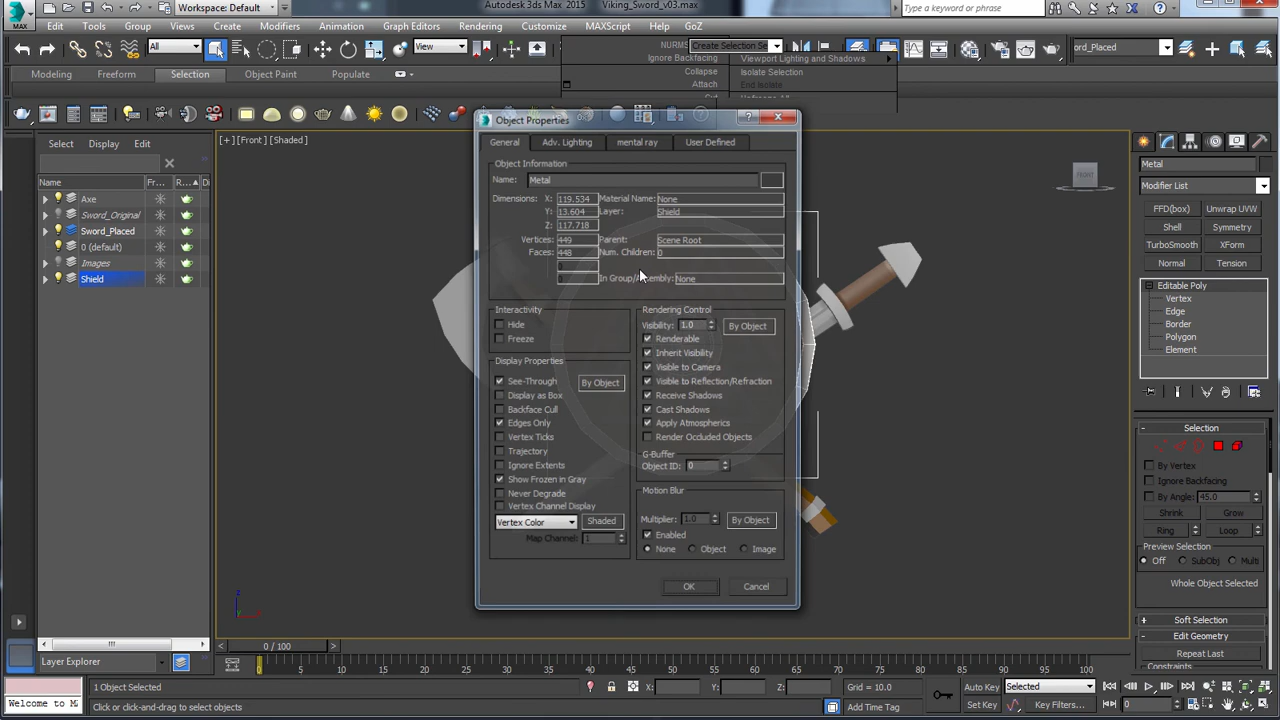 MAX
Workspace: Default
Autodesk 3ds Max 2015
Viking_Sword_v03.max
Type a keyword or phrase
Edit
Tools
Group
Views
Create
Modifiers
Animation
Graph Editors
Rendering
Customize
MAXScript
Help
GoZ
All
View
NURMS
Create Selection Se
ord_Placed
Ignore Backfacing
Viewport Lighting and Shadows
Collapse
Isolate Selection
Attach
End Isolate
Modeling
Freeform
Selection
Object Paint
Populate
Object Properties
[+] [Front] [Shaded]
FRONT
Select
Display
Edit
Name
Fr...
R...
Di
Axe
Sword_Original
Sword_Placed
0 (default)
Images
Shield
General
Adv. Lighting
mental ray
User Defined
Object Information
Name:
Metal
Dimensions:
X:
119.534
Material Name:
None
Y:
13.604
Layer:
Shield
Z:
117.718
Vertices:
449
Parent:
Scene Root
Faces:
448
Num. Children:
0
0
0
In Group/Assembly:
None
Interactivity
Hide
Freeze
Display Properties
See-Through
By Object
Display as Box
Backface Cull
Edges Only
Vertex Ticks
Trajectory
Ignore Extents
Show Frozen in Gray
Never Degrade
Vertex Channel Display
Vertex Color
Shaded
Map Channel:
1
Rendering Control
Visibility:
1.0
By Object
Renderable
Inherit Visibility
Visible to Camera
Visible to Reflection/Refraction
Receive Shadows
Cast Shadows
Apply Atmospherics
Render Occluded Objects
G-Buffer
Object ID:
0
Motion Blur
Multiplier:
1.0
By Object
Enabled
None
Object
Image
OK
Cancel
Metal
Modifier List
FFD(box)
Unwrap UVW
Shell
Symmetry
TurboSmooth
XForm
Normal
Tension
Editable Poly
Vertex
Edge
Border
Polygon
Element
Selection
By Vertex
Ignore Backfacing
By Angle:
45.0
Shrink
Grow
Ring
Loop
Preview Selection
Off
SubObj
Multi
Whole Object Selected
Soft Selection
Edit Geometry
Repeat Last
Constraints
0 / 100
Layer Explorer
0
5
10
15
20
25
30
35
40
45
50
55
60
65
70
75
80
85
90
95
100
1 Object Selected
X:
Y:
Z:
Grid = 10.0
Auto Key
Selected
Welcome to M
Click or click-and-drag to select objects
Add Time Tag
Set Key
Key Filters...
0